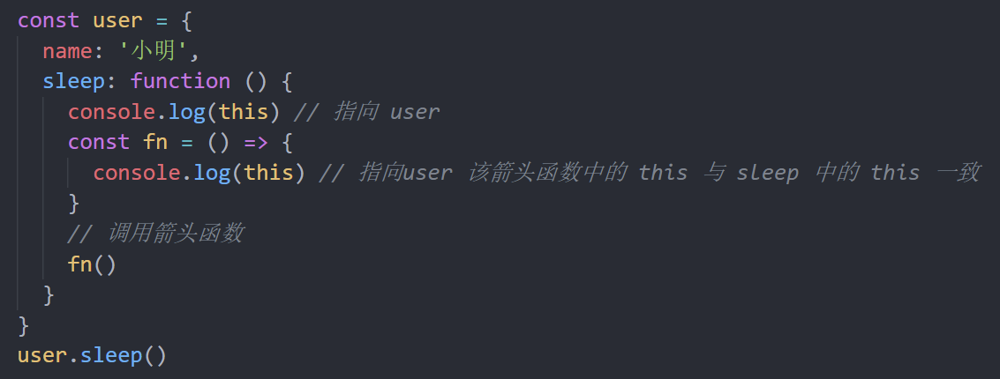 const user = {
name: '小明',
sleep: function () {
console.log(this) // 指向 user
const fn = () => {
console.log(this) // 指向user 该箭头函数中的 this 与 sleep 中的 this 一致
}
// 调用箭头函数
fn()
}
}
user.sleep()